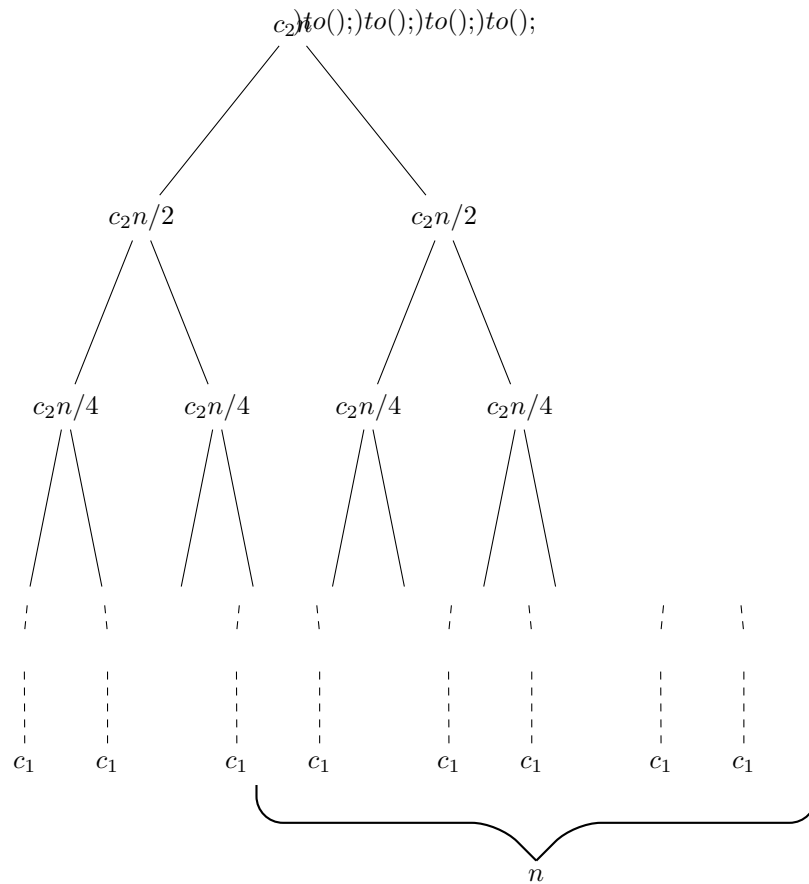 c₂n)to();)to();)to();)to();
c₂n/2 c₂n/2
c₂n/4 c₂n/4 c₂n/4 c₂n/4
c₁ c₁ c₁ c₁ c₁ c₁ c₁ c₁
n